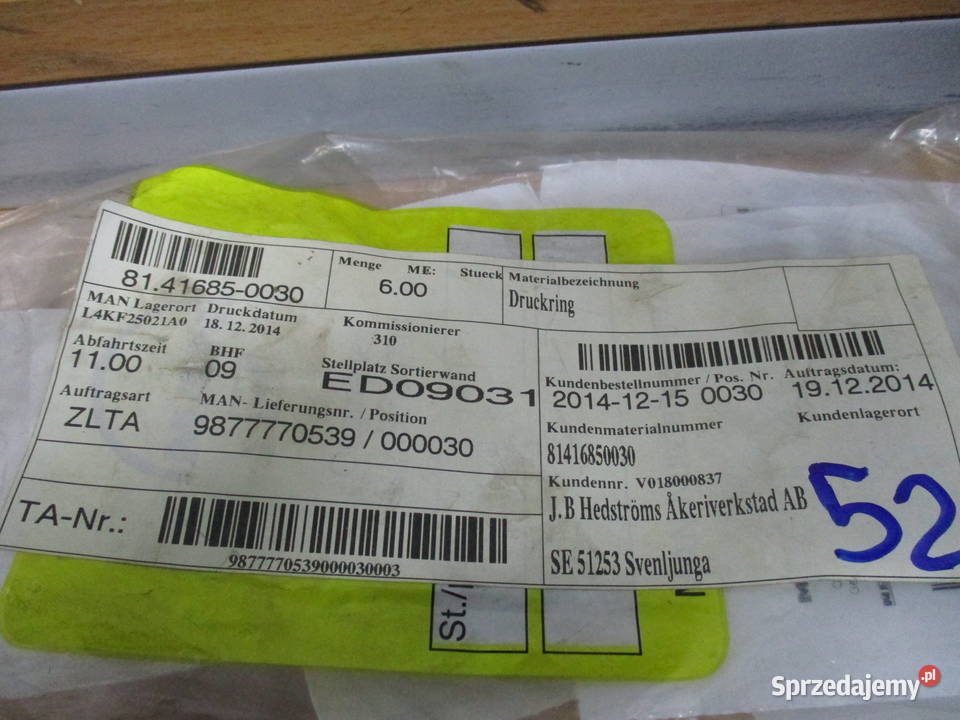 81.41685-0030
Menge ME: Stueck
6.00
Materialbezeichnung
Druckring
MAN Lagerort
L4KF25021A0
Druckdatum
18.12.2014
Kommissionierer
310
Abfahrtszeit
11.00
BHF
09
Stellplatz Sortierwand
ED09031
Auftragsart
ZLTA
MAN- Lieferungsnr. / Position
9877770539 / 000030
TA-Nr.:
9877770539000030003
Kundenbestellnummer / Pos. Nr.
2014-12-15 0030
Auftragsdatum:
19.12.2014
Kundenmaterialnummer
81416850030
Kundenlagerort
Kundennr. V018000837
J.B Hedströms Åkeriverkstad AB
SE 51253 Svenljunga
52
St./
Sprzedajemy.pl